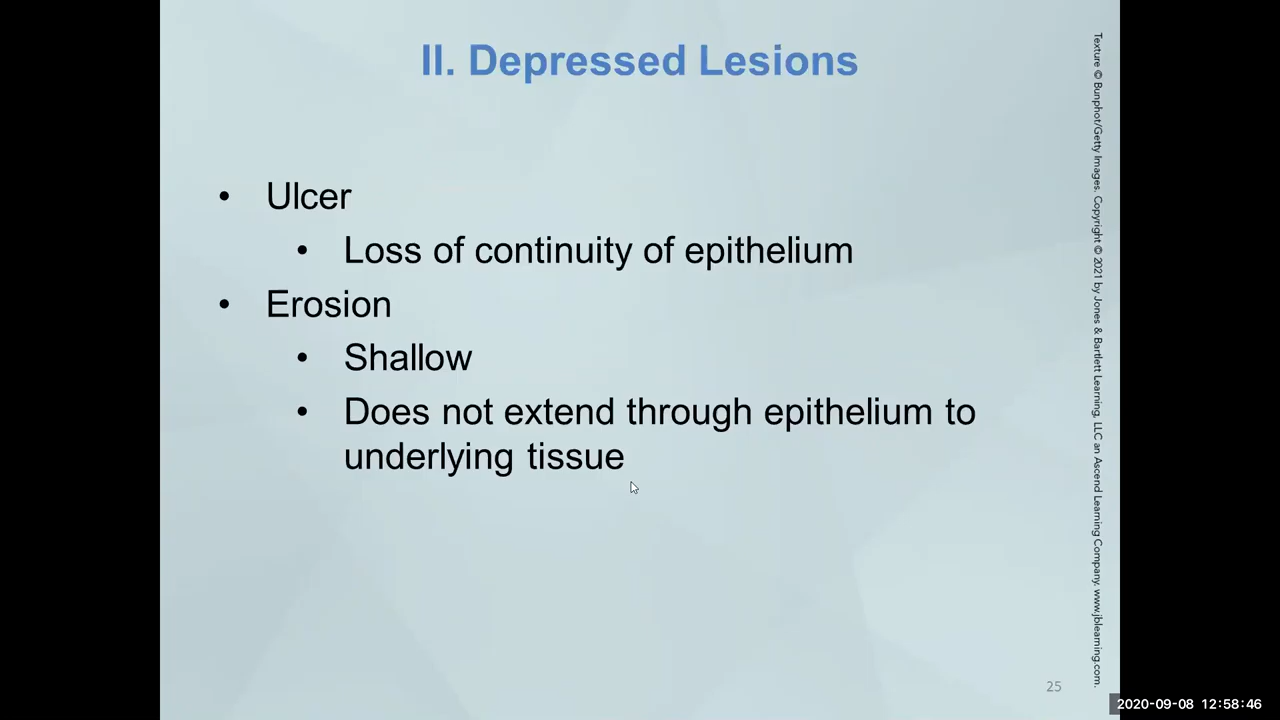 II. Depressed Lesions
• Ulcer
• Loss of continuity of epithelium
• Erosion
• Shallow
• Does not extend through epithelium to
underlying tissue
Texture © Bunphot/Getty Images. Copyright © 2021 by Jones & Bartlett Learning, LLC an Ascend Learning Company. www.jblearning.com.
25
2020-09-08 12:58:46